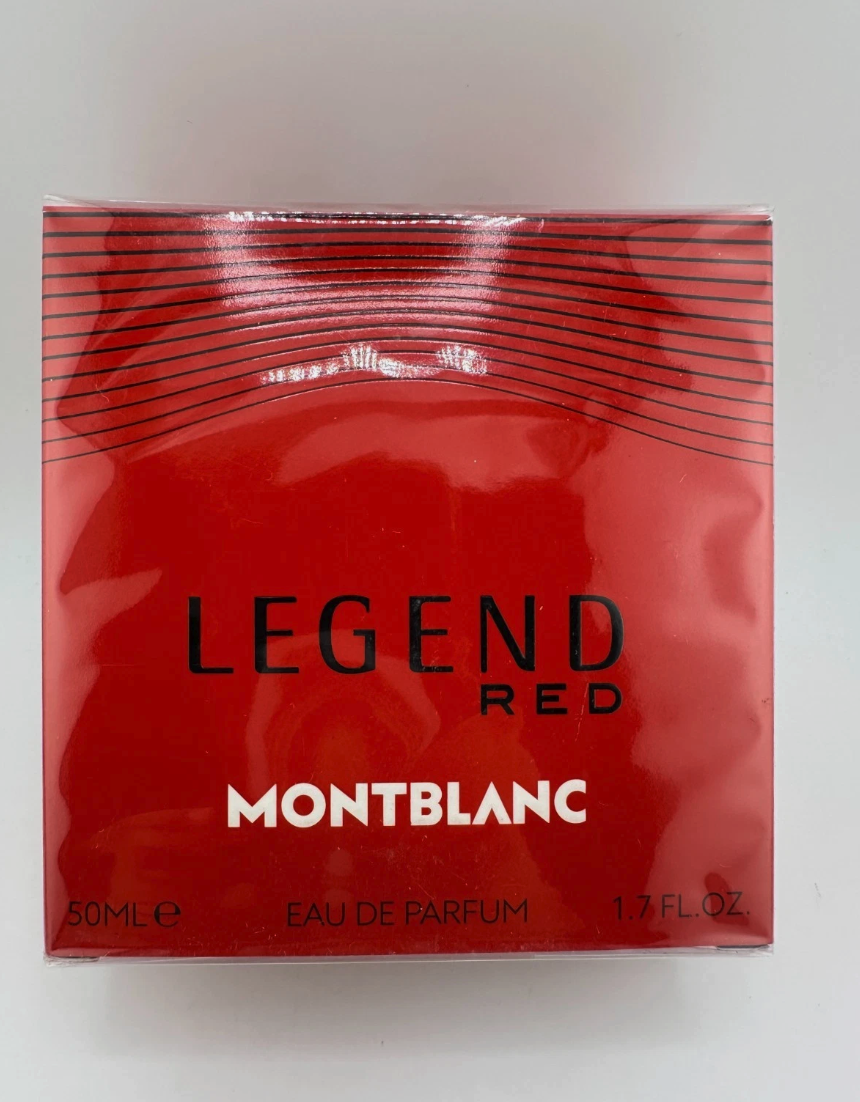 LEGEND
RED
MONTBLANC
50ML℮ EAU DE PARFUM 1.7 FL.OZ.